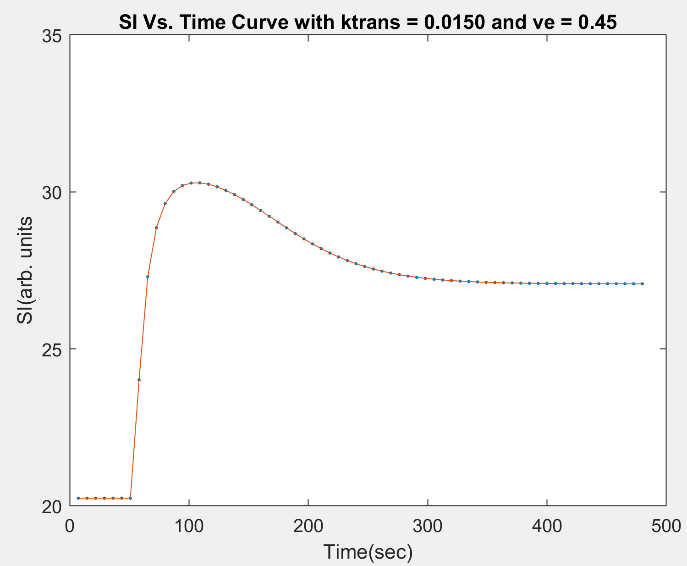 SI Vs. Time Curve with ktrans = 0.0150 and ve = 0.45
35
30
25
20
SI(arb. units
0 100 200 300 400 500
Time(sec)